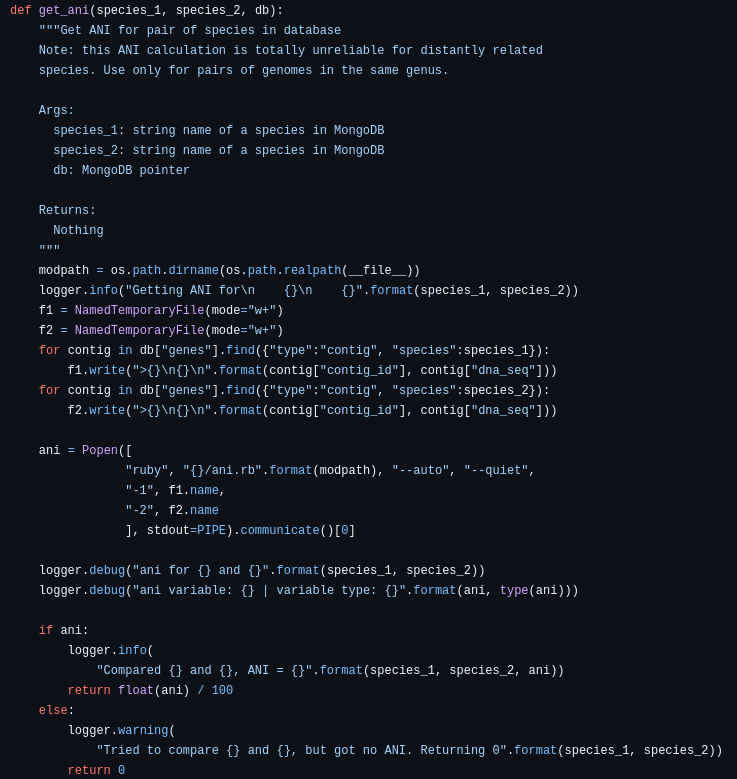 def get_ani(species_1, species_2, db):
    """Get ANI for pair of species in database
    Note: this ANI calculation is totally unreliable for distantly related
    species. Use only for pairs of genomes in the same genus.

    Args:
      species_1: string name of a species in MongoDB
      species_2: string name of a species in MongoDB
      db: MongoDB pointer

    Returns:
      Nothing
    """
    modpath = os.path.dirname(os.path.realpath(__file__))
    logger.info("Getting ANI for\n    {}\n    {}".format(species_1, species_2))
    f1 = NamedTemporaryFile(mode="w+")
    f2 = NamedTemporaryFile(mode="w+")
    for contig in db["genes"].find({"type":"contig", "species":species_1}):
        f1.write(">{}\n{}\n".format(contig["contig_id"], contig["dna_seq"]))
    for contig in db["genes"].find({"type":"contig", "species":species_2}):
        f2.write(">{}\n{}\n".format(contig["contig_id"], contig["dna_seq"]))

    ani = Popen([
                "ruby", "{}/ani.rb".format(modpath), "--auto", "--quiet",
                "-1", f1.name,
                "-2", f2.name
                ], stdout=PIPE).communicate()[0]

    logger.debug("ani for {} and {}".format(species_1, species_2))
    logger.debug("ani variable: {} | variable type: {}".format(ani, type(ani)))

    if ani:
        logger.info(
            "Compared {} and {}, ANI = {}".format(species_1, species_2, ani))
        return float(ani) / 100
    else:
        logger.warning(
            "Tried to compare {} and {}, but got no ANI. Returning 0".format(species_1, species_2))
        return 0